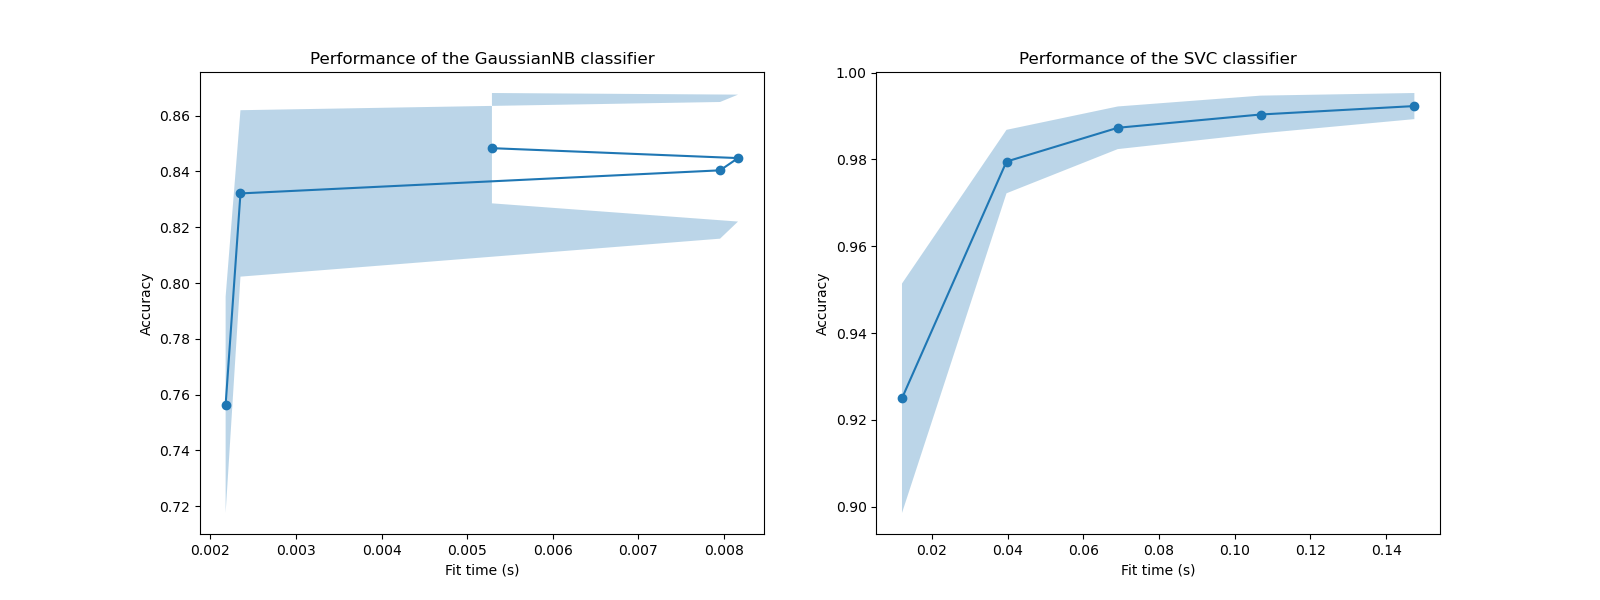 Performance of the GaussianNB classifier
Accuracy
0.86
0.84
0.82
0.80
0.78
0.76
0.74
0.72
0.002 0.003 0.004 0.005 0.006 0.007 0.008
Fit time (s)
Performance of the SVC classifier
Accuracy
1.00
0.98
0.96
0.94
0.92
0.90
0.02 0.04 0.06 0.08 0.10 0.12 0.14
Fit time (s)